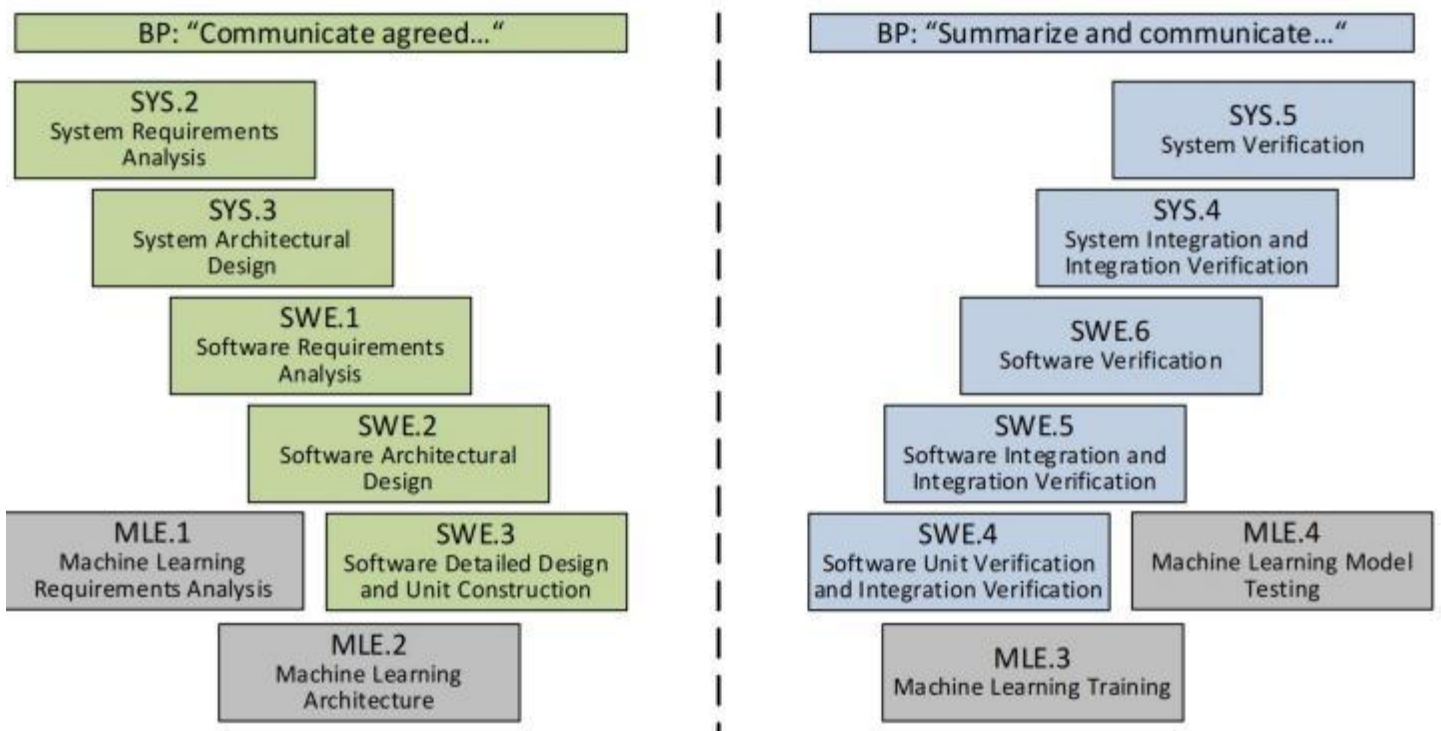 BP: “Communicate agreed…“
SYS.2
System Requirements
Analysis
SYS.3
System Architectural
Design
SWE.1
Software Requirements
Analysis
SWE.2
Software Architectural
Design
MLE.1
Machine Learning
Requirements Analysis
SWE.3
Software Detailed Design
and Unit Construction
MLE.2
Machine Learning
Architecture
BP: “Summarize and communicate…“
SYS.5
System Verification
SYS.4
System Integration and
Integration Verification
SWE.6
Software Verification
SWE.5
Software Integration and
Integration Verification
SWE.4
Software Unit Verification
and Integration Verification
MLE.4
Machine Learning Model
Testing
MLE.3
Machine Learning Training